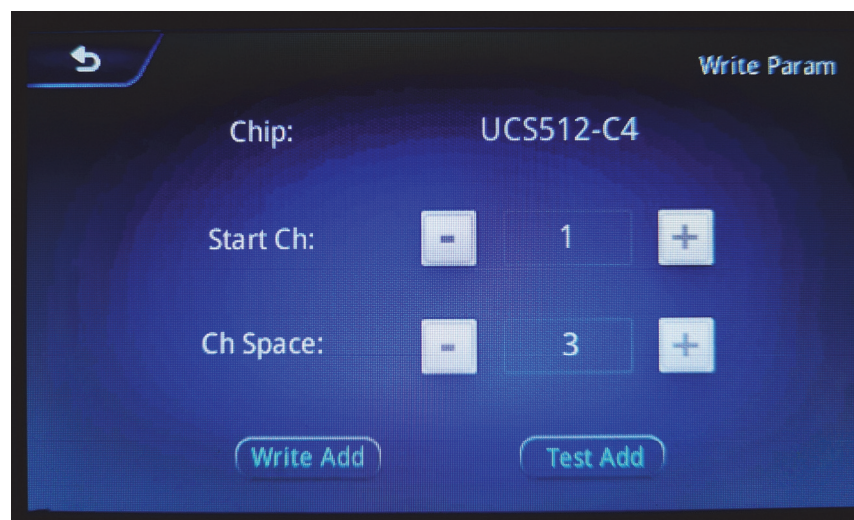 Write Param
Chip: UCS512-C4
Start Ch: - 1 +
Ch Space: - 3 +
Write Add Test Add